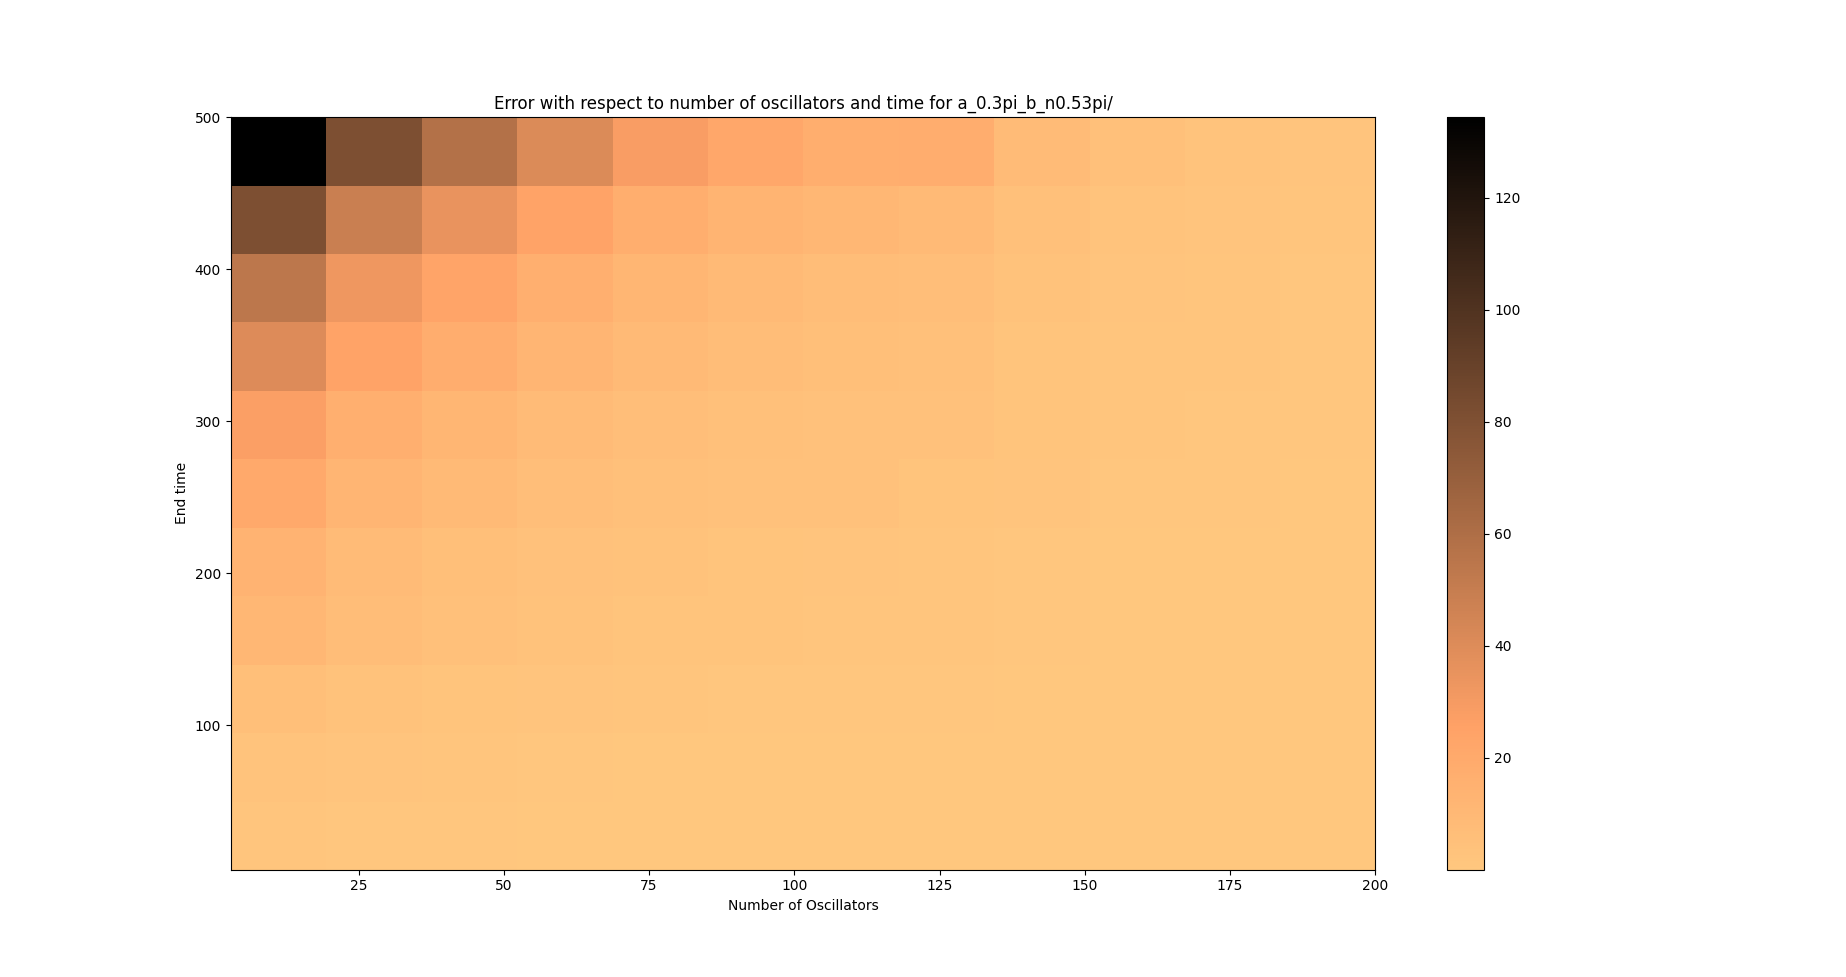 Error with respect to number of oscillators and time for a_0.3pi_b_n0.53pi/
500
400
300
200
100
End time
25 50 75 100 125 150 175 200
Number of Oscillators
120
100
80
60
40
20